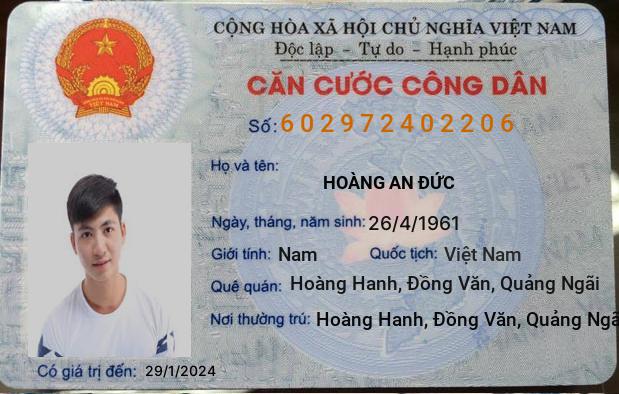 CỘNG HÒA XÃ HỘI CHỦ NGHĨA VIỆT NAM
Độc lập - Tự do - Hạnh phúc
CĂN CƯỚC CÔNG DÂN
Số: 602972402206
Họ và tên:
HOÀNG AN ĐỨC
Ngày, tháng, năm sinh: 26/4/1961
Giới tính: Nam Quốc tịch: Việt Nam
Quê quán: Hoàng Hanh, Đồng Văn, Quảng Ngãi
Nơi thường trú: Hoàng Hanh, Đồng Văn, Quảng Ngã
Có giá trị đến: 29/1/2024
VIỆT NAM